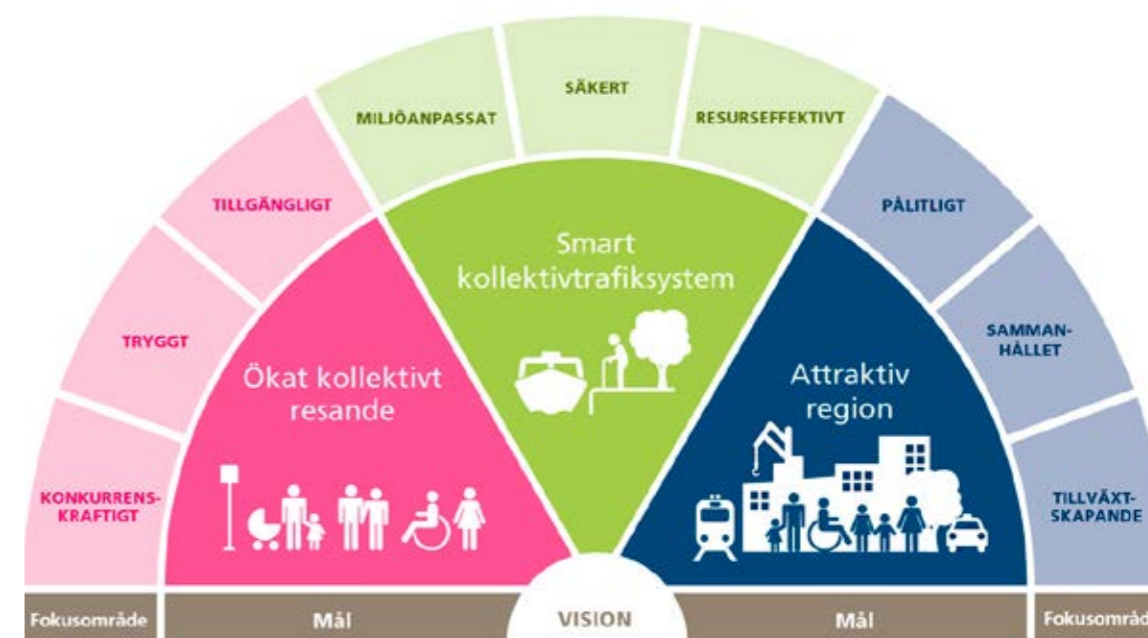 SÄKERT
MILJÖANPASSAT
RESURSEFFEKTIVT
TILLGÄNGLIGT
PÅLITLIGT
Smart
kollektivtrafiksystem
TRYGGT
SAMMAN-
HÅLLET
Ökat kollektivt
resande
Attraktiv
region
KONKURRENS-
KRAFTIGT
TILLVÄXT-
SKAPANDE
Fokusområde
Mål
VISION
Mål
Fokusområd